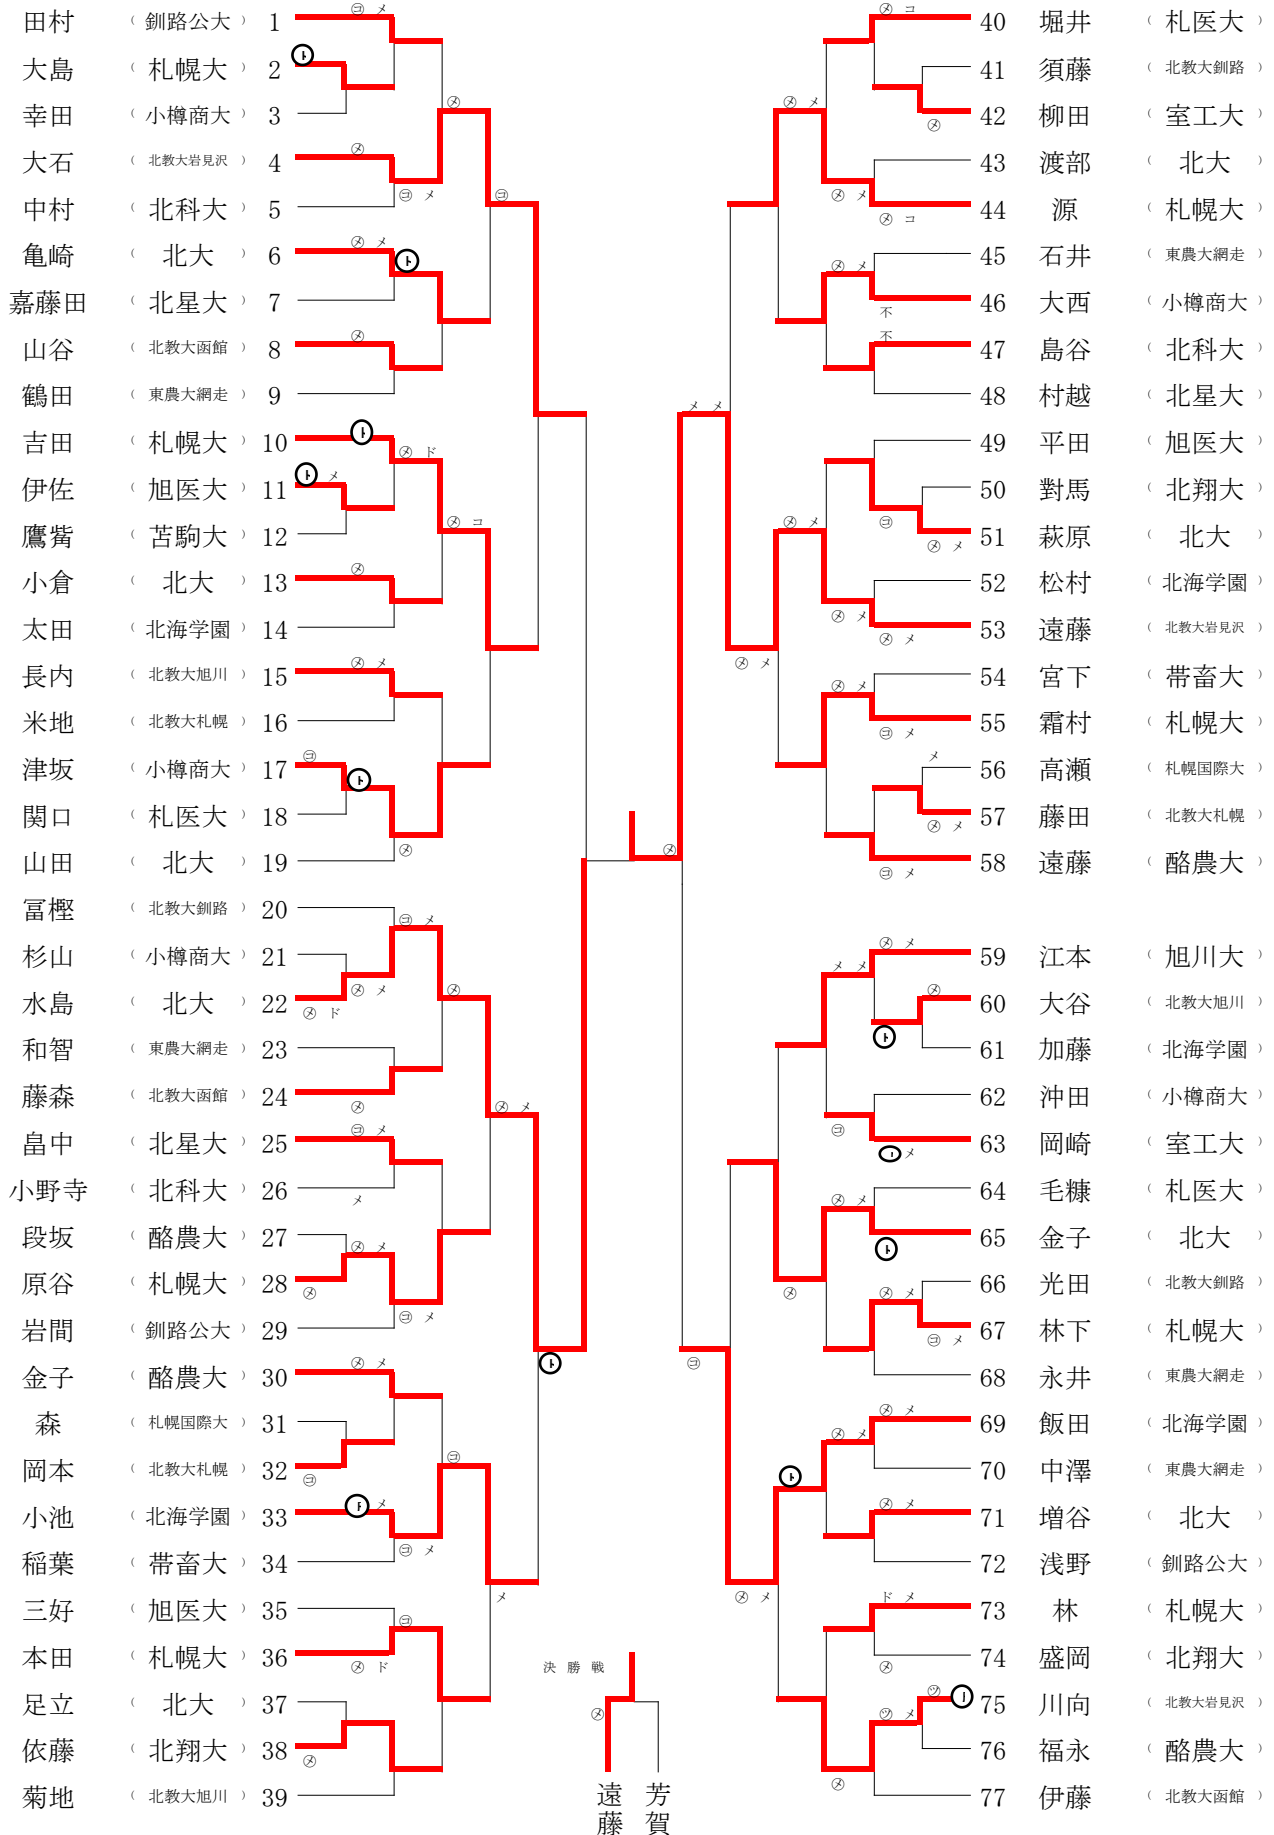 田村 （ 釧路公大 ） 1
大島 （ 札幌大 ） 2
幸田 （ 小樽商大 ） 3
大石 （ 北教大岩見沢 ） 4
中村 （ 北科大 ） 5
亀崎 （ 北大 ） 6
嘉藤田 （ 北星大 ） 7
山谷 （ 北教大函館 ） 8
鶴田 （ 東農大網走 ） 9
吉田 （ 札幌大 ） 10
伊佐 （ 旭医大 ） 11
鷹觜 （ 苫駒大 ） 12
小倉 （ 北大 ） 13
太田 （ 北海学園 ） 14
長内 （ 北教大旭川 ） 15
米地 （ 北教大札幌 ） 16
津坂 （ 小樽商大 ） 17
関口 （ 札医大 ） 18
山田 （ 北大 ） 19
冨樫 （ 北教大釧路 ） 20
杉山 （ 小樽商大 ） 21
水島 （ 北大 ） 22
和智 （ 東農大網走 ） 23
藤森 （ 北教大函館 ） 24
畠中 （ 北星大 ） 25
小野寺 （ 北科大 ） 26
段坂 （ 酪農大 ） 27
原谷 （ 札幌大 ） 28
岩間 （ 釧路公大 ） 29
金子 （ 酪農大 ） 30
森 （ 札幌国際大 ） 31
岡本 （ 北教大札幌 ） 32
小池 （ 北海学園 ） 33
稲葉 （ 帯畜大 ） 34
三好 （ 旭医大 ） 35
本田 （ 札幌大 ） 36
足立 （ 北大 ） 37
依藤 （ 北翔大 ） 38
菊地 （ 北教大旭川 ） 39
40 堀井 （ 札医大 ）
41 須藤 （ 北教大釧路 ）
42 柳田 （ 室工大 ）
43 渡部 （ 北大 ）
44 源 （ 札幌大 ）
45 石井 （ 東農大網走 ）
46 大西 （ 小樽商大 ）
47 島谷 （ 北科大 ）
48 村越 （ 北星大 ）
49 平田 （ 旭医大 ）
50 對馬 （ 北翔大 ）
51 萩原 （ 北大 ）
52 松村 （ 北海学園 ）
53 遠藤 （ 北教大岩見沢 ）
54 宮下 （ 帯畜大 ）
55 霜村 （ 札幌大 ）
56 高瀬 （ 札幌国際大 ）
57 藤田 （ 北教大札幌 ）
58 遠藤 （ 酪農大 ）
59 江本 （ 旭川大 ）
60 大谷 （ 北教大旭川 ）
61 加藤 （ 北海学園 ）
62 沖田 （ 小樽商大 ）
63 岡崎 （ 室工大 ）
64 毛糠 （ 札医大 ）
65 金子 （ 北大 ）
66 光田 （ 北教大釧路 ）
67 林下 （ 札幌大 ）
68 永井 （ 東農大網走 ）
69 飯田 （ 北海学園 ）
70 中澤 （ 東農大網走 ）
71 増谷 （ 北大 ）
72 浅野 （ 釧路公大 ）
73 林 （ 札幌大 ）
74 盛岡 （ 北翔大 ）
75 川向 （ 北教大岩見沢 ）
76 福永 （ 酪農大 ）
77 伊藤 （ 北教大函館 ）
決勝戦
遠藤
芳賀